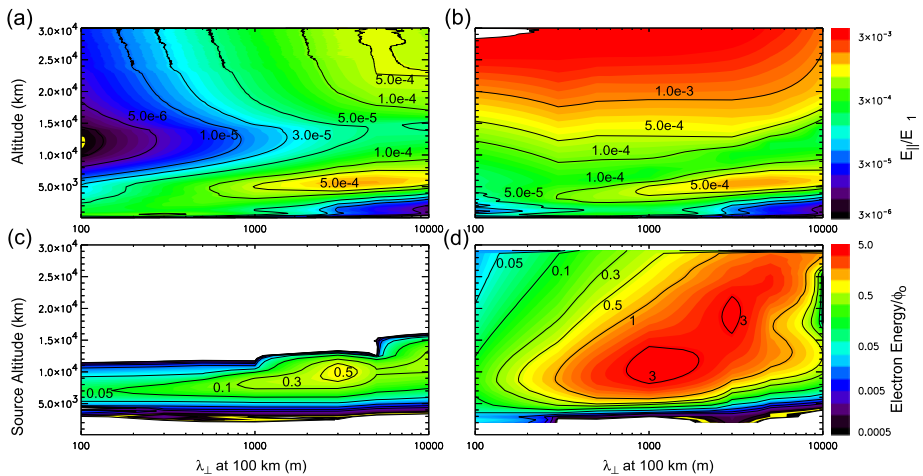 (a)
(b)
3.0×10⁴
2.5×10⁴
2.0×10⁴
1.5×10⁴
1.0×10⁴
5.0×10³
Altitude (km)
5.0e-6
1.0e-5
3.0e-5
5.0e-5
1.0e-4
5.0e-4
1.0e-4
5.0e-4
100
1000
10000
1.0e-3
5.0e-4
1.0e-4
1.0e-4
5.0e-5
5.0e-4
100
1000
10000
3×10⁻³
3×10⁻⁴
3×10⁻⁵
3×10⁻⁶
E||/E⊥
(c)
(d)
3.0×10⁴
2.5×10⁴
2.0×10⁴
1.5×10⁴
1.0×10⁴
5.0×10³
Source Altitude (km)
0.05
0.1
0.3
0.5
100
1000
10000
λ⊥ at 100 km (m)
0.05
0.1
0.3
0.5
1
3
3
100
1000
10000
λ⊥ at 100 km (m)
5.0
0.5
0.05
0.005
0.0005
Electron Energy/ϕo